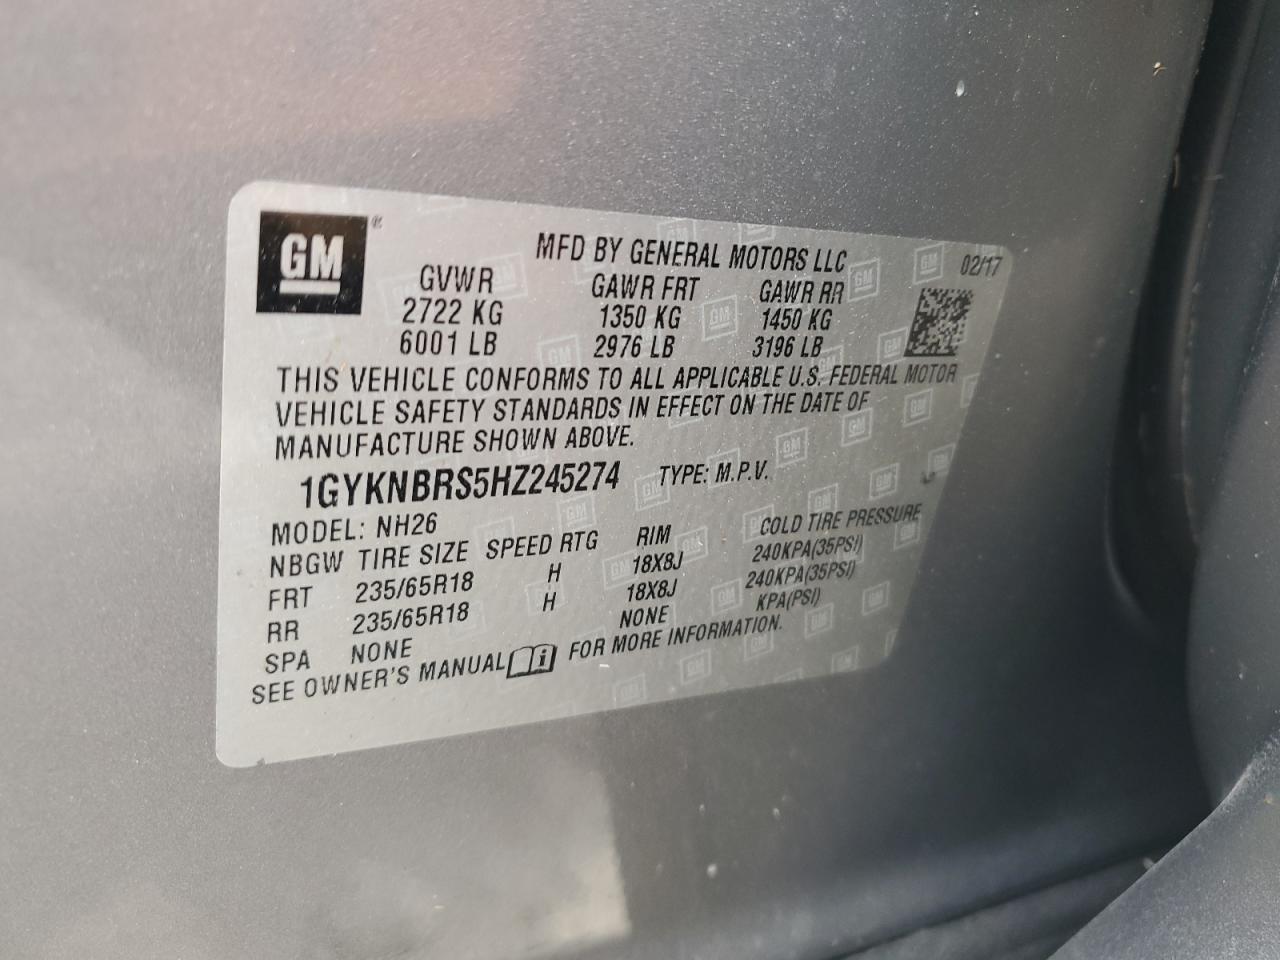 GM ®
MFD BY GENERAL MOTORS LLC 02/17
GVWR GAWR FRT GAWR RR
2722 KG 1350 KG 1450 KG
6001 LB 2976 LB 3196 LB
THIS VEHICLE CONFORMS TO ALL APPLICABLE U.S. FEDERAL MOTOR
VEHICLE SAFETY STANDARDS IN EFFECT ON THE DATE OF
MANUFACTURE SHOWN ABOVE.
1GYKNBRS5HZ245274 TYPE: M.P.V.
MODEL: NH26
NBGW TIRE SIZE SPEED RTG RIM COLD TIRE PRESSURE
FRT 235/65R18 H 18X8J 240KPA(35PSI)
RR 235/65R18 H 18X8J 240KPA(35PSI)
SPA NONE NONE KPA(PSI)
SEE OWNER'S MANUAL i FOR MORE INFORMATION.